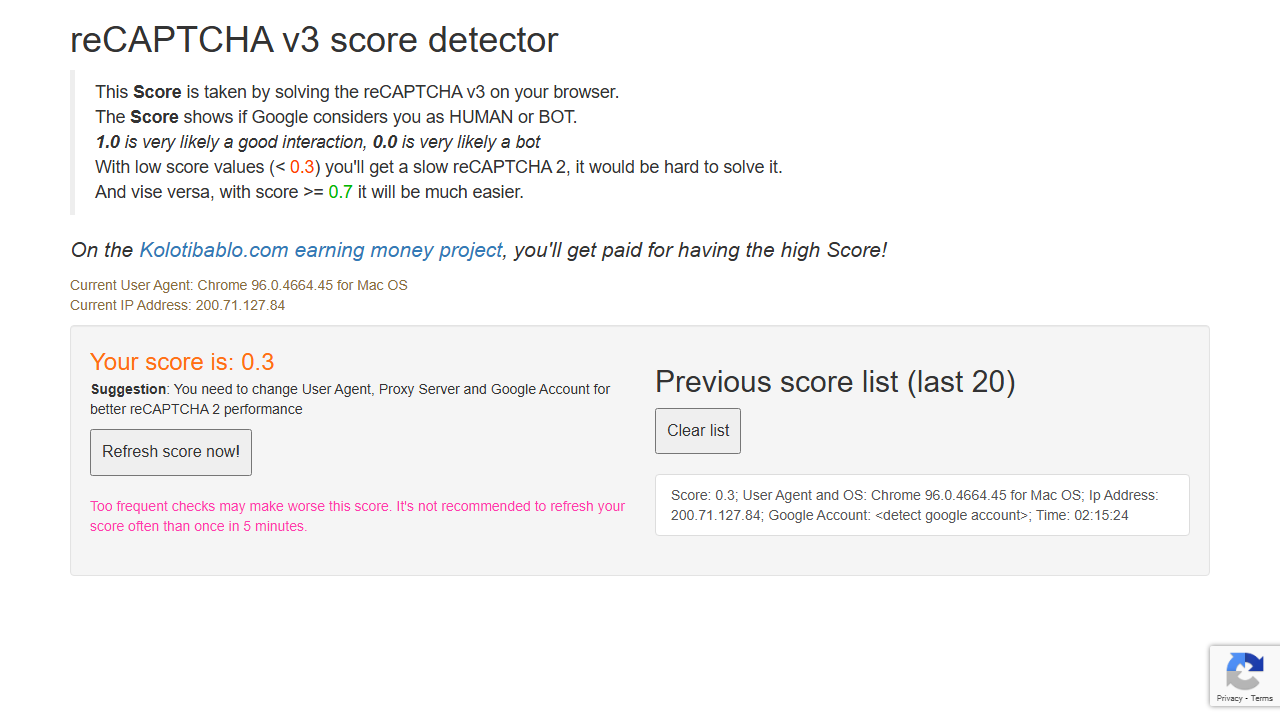 reCAPTCHA v3 score detector
This Score is taken by solving the reCAPTCHA v3 on your browser.
The Score shows if Google considers you as HUMAN or BOT.
1.0 is very likely a good interaction, 0.0 is very likely a bot
With low score values (< 0.3) you'll get a slow reCAPTCHA 2, it would be hard to solve it.
And vise versa, with score >= 0.7 it will be much easier.
On the Kolotibablo.com earning money project, you'll get paid for having the high Score!
Current User Agent: Chrome 96.0.4664.45 for Mac OS
Current IP Address: 200.71.127.84
Your score is: 0.3
Suggestion: You need to change User Agent, Proxy Server and Google Account for
better reCAPTCHA 2 performance
Refresh score now!
Too frequent checks may make worse this score. It's not recommended to refresh your
score often than once in 5 minutes.
Previous score list (last 20)
Clear list
Score: 0.3; User Agent and OS: Chrome 96.0.4664.45 for Mac OS; Ip Address:
200.71.127.84; Google Account: <detect google account>; Time: 02:15:24
Privacy - Terms